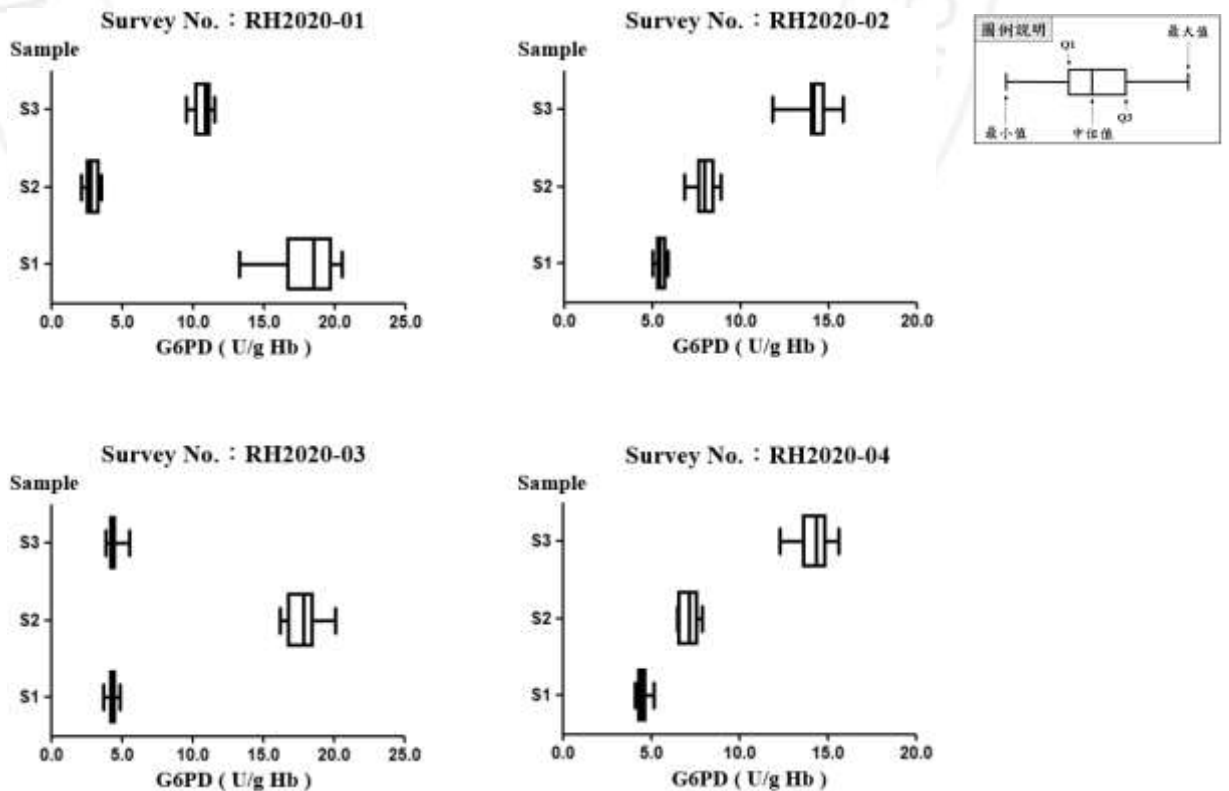 Survey No.：RH2020-01
Sample
S3
S2
S1
0.0 5.0 10.0 15.0 20.0 25.0
G6PD ( U/g Hb )
Survey No.：RH2020-02
Sample
S3
S2
S1
0.0 5.0 10.0 15.0 20.0
G6PD ( U/g Hb )
圖例說明
最大值
Q1
Q3
最小值
中位值
Survey No.：RH2020-03
Sample
S3
S2
S1
0.0 5.0 10.0 15.0 20.0 25.0
G6PD ( U/g Hb )
Survey No.：RH2020-04
Sample
S3
S2
S1
0.0 5.0 10.0 15.0 20.0
G6PD ( U/g Hb )